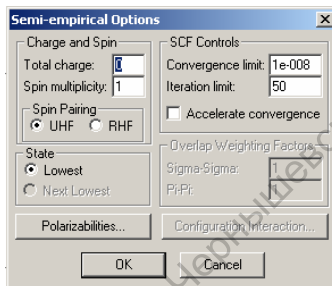 Semi-empirical Options
Charge and Spin
Total charge: 0
Spin multiplicity: 1
Spin Pairing
UHF RHF
State
Lowest
Next Lowest
SCF Controls
Convergence limit: 1e-008
Iteration limit: 50
Accelerate convergence
Overlap Weighting Factors
Sigma-Sigma: 1
Pi-Pi: 1
Polarizabilities...
Configuration Interaction...
OK
Cancel